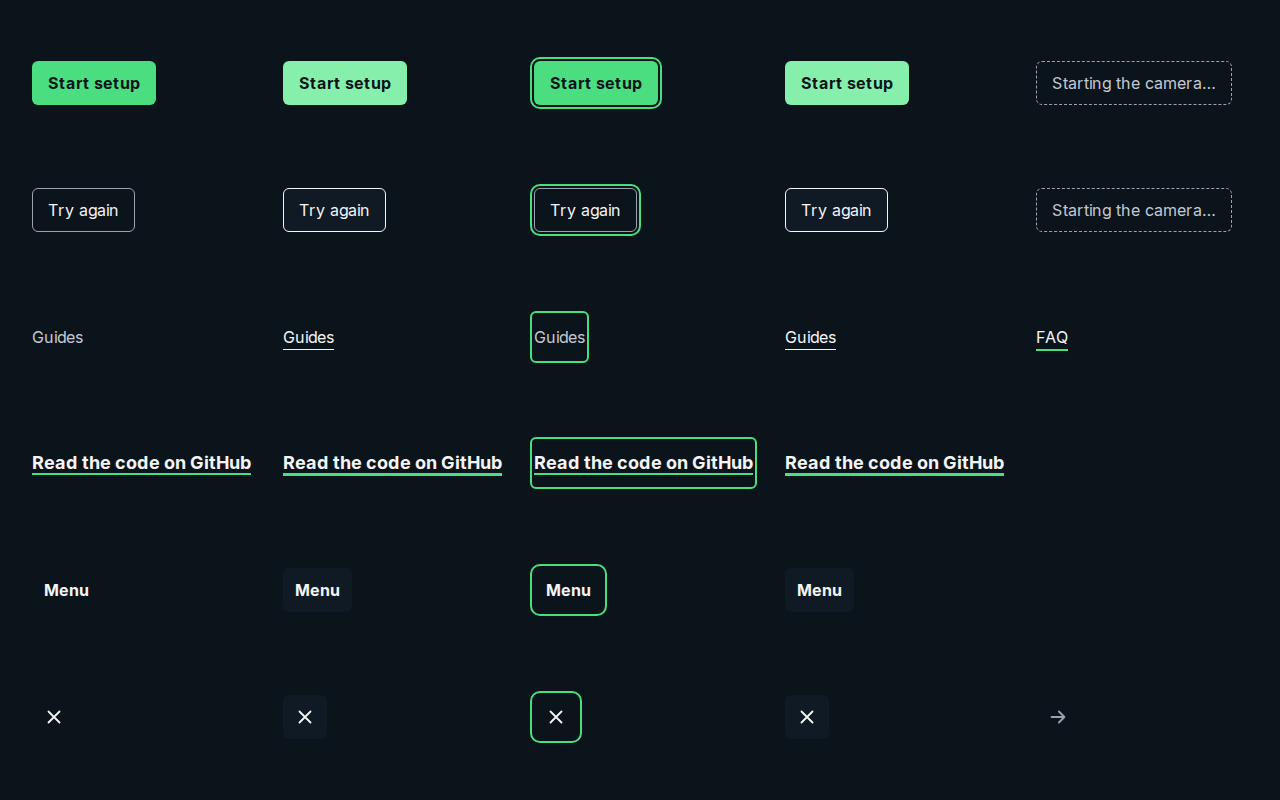 Start setup Start setup Start setup Start setup Starting the camera…
Try again Try again Try again Try again Starting the camera…
Guides Guides Guides Guides FAQ
Read the code on GitHub Read the code on GitHub Read the code on GitHub Read the code on GitHub
Menu Menu Menu Menu